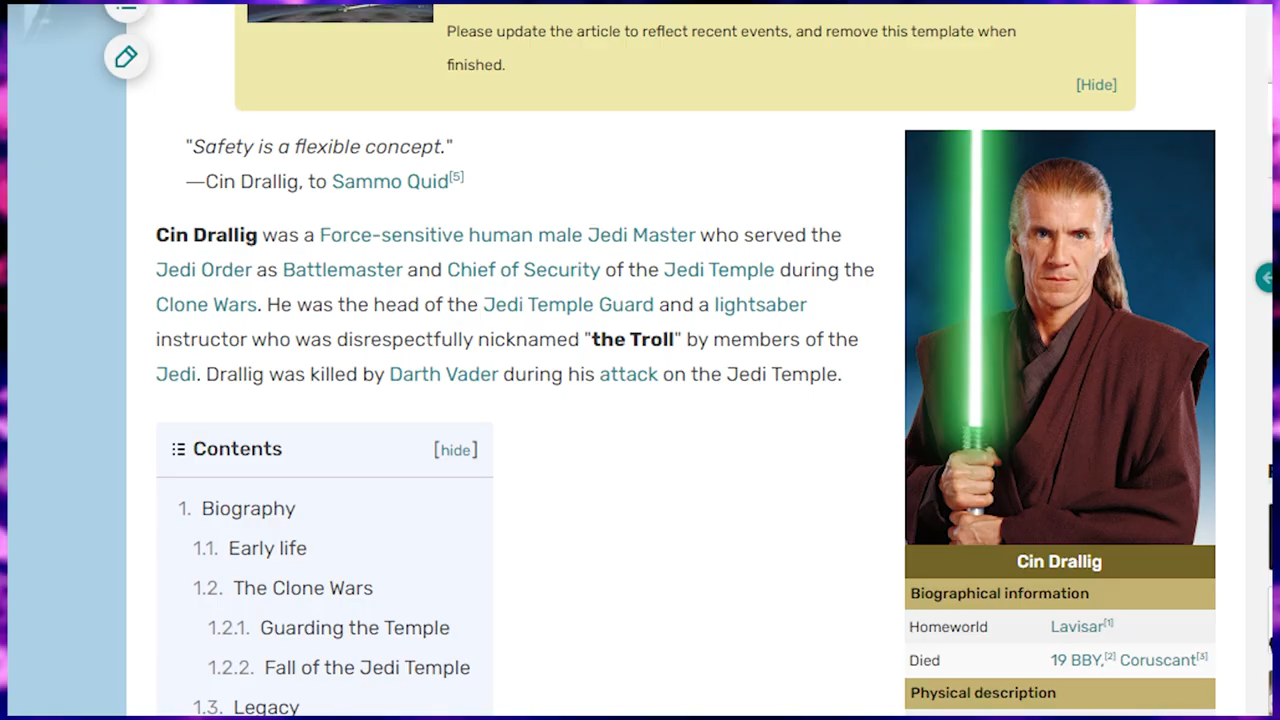 Please update the article to reflect recent events, and remove this template when
finished.
[Hide]
"Safety is a flexible concept."
—Cin Drallig, to Sammo Quid[5]
Cin Drallig was a Force-sensitive human male Jedi Master who served the
Jedi Order as Battlemaster and Chief of Security of the Jedi Temple during the
Clone Wars. He was the head of the Jedi Temple Guard and a lightsaber
instructor who was disrespectfully nicknamed "the Troll" by members of the
Jedi. Drallig was killed by Darth Vader during his attack on the Jedi Temple.
Contents [hide]
1. Biography
1.1. Early life
1.2. The Clone Wars
1.2.1. Guarding the Temple
1.2.2. Fall of the Jedi Temple
1.3. Legacy
Cin Drallig
Biographical information
Homeworld Lavisar[1]
Died 19 BBY,[2] Coruscant[3]
Physical description